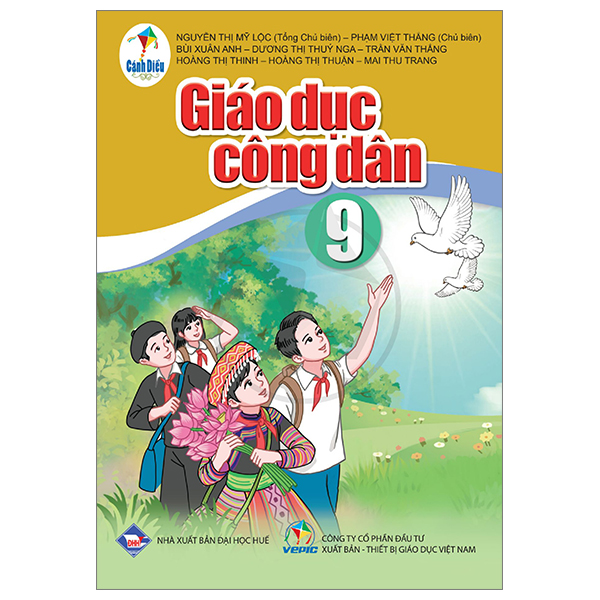 NGUYỄN THỊ MỸ LỘC (Tổng Chủ biên) – PHẠM VIỆT THẮNG (Chủ biên)
BÙI XUÂN ANH – DƯƠNG THỊ THUÝ NGA – TRẦN VĂN THẮNG
HOÀNG THỊ THINH – HOÀNG THỊ THUẬN – MAI THU TRANG
Cánh Diều
Giáo dục
công dân
9
ĐHH
NHÀ XUẤT BẢN ĐẠI HỌC HUẾ
VEPIC
CÔNG TY CỔ PHẦN ĐẦU TƯ
XUẤT BẢN - THIẾT BỊ GIÁO DỤC VIỆT NAM